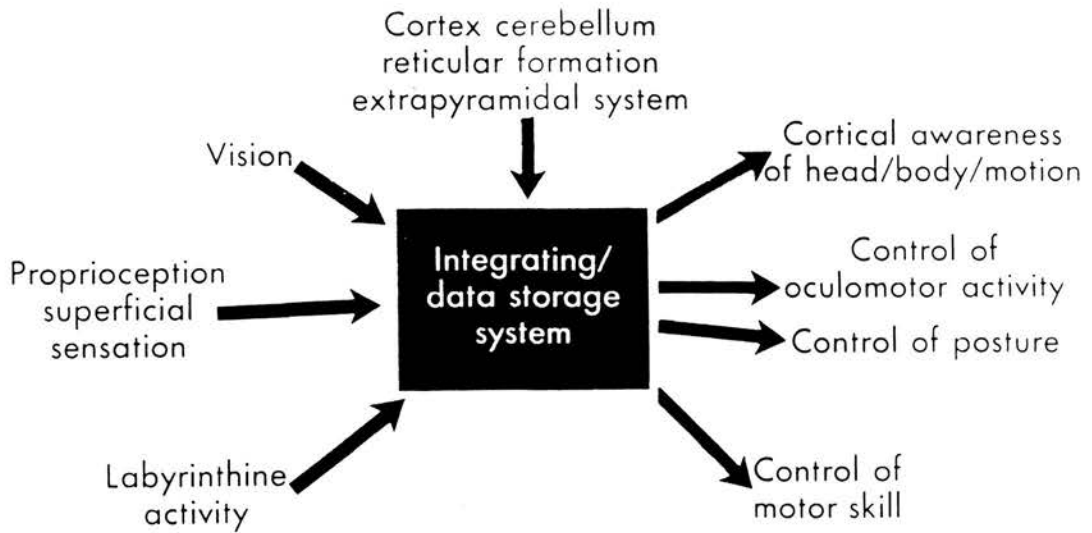 Cortex cerebellum
reticular formation
extrapyramidal system
Vision
Proprioception
superficial
sensation
Labyrinthine
activity
Integrating/
data storage
system
Cortical awareness
of head/body/motion
Control of
oculomotor activity
Control of posture
Control of
motor skill